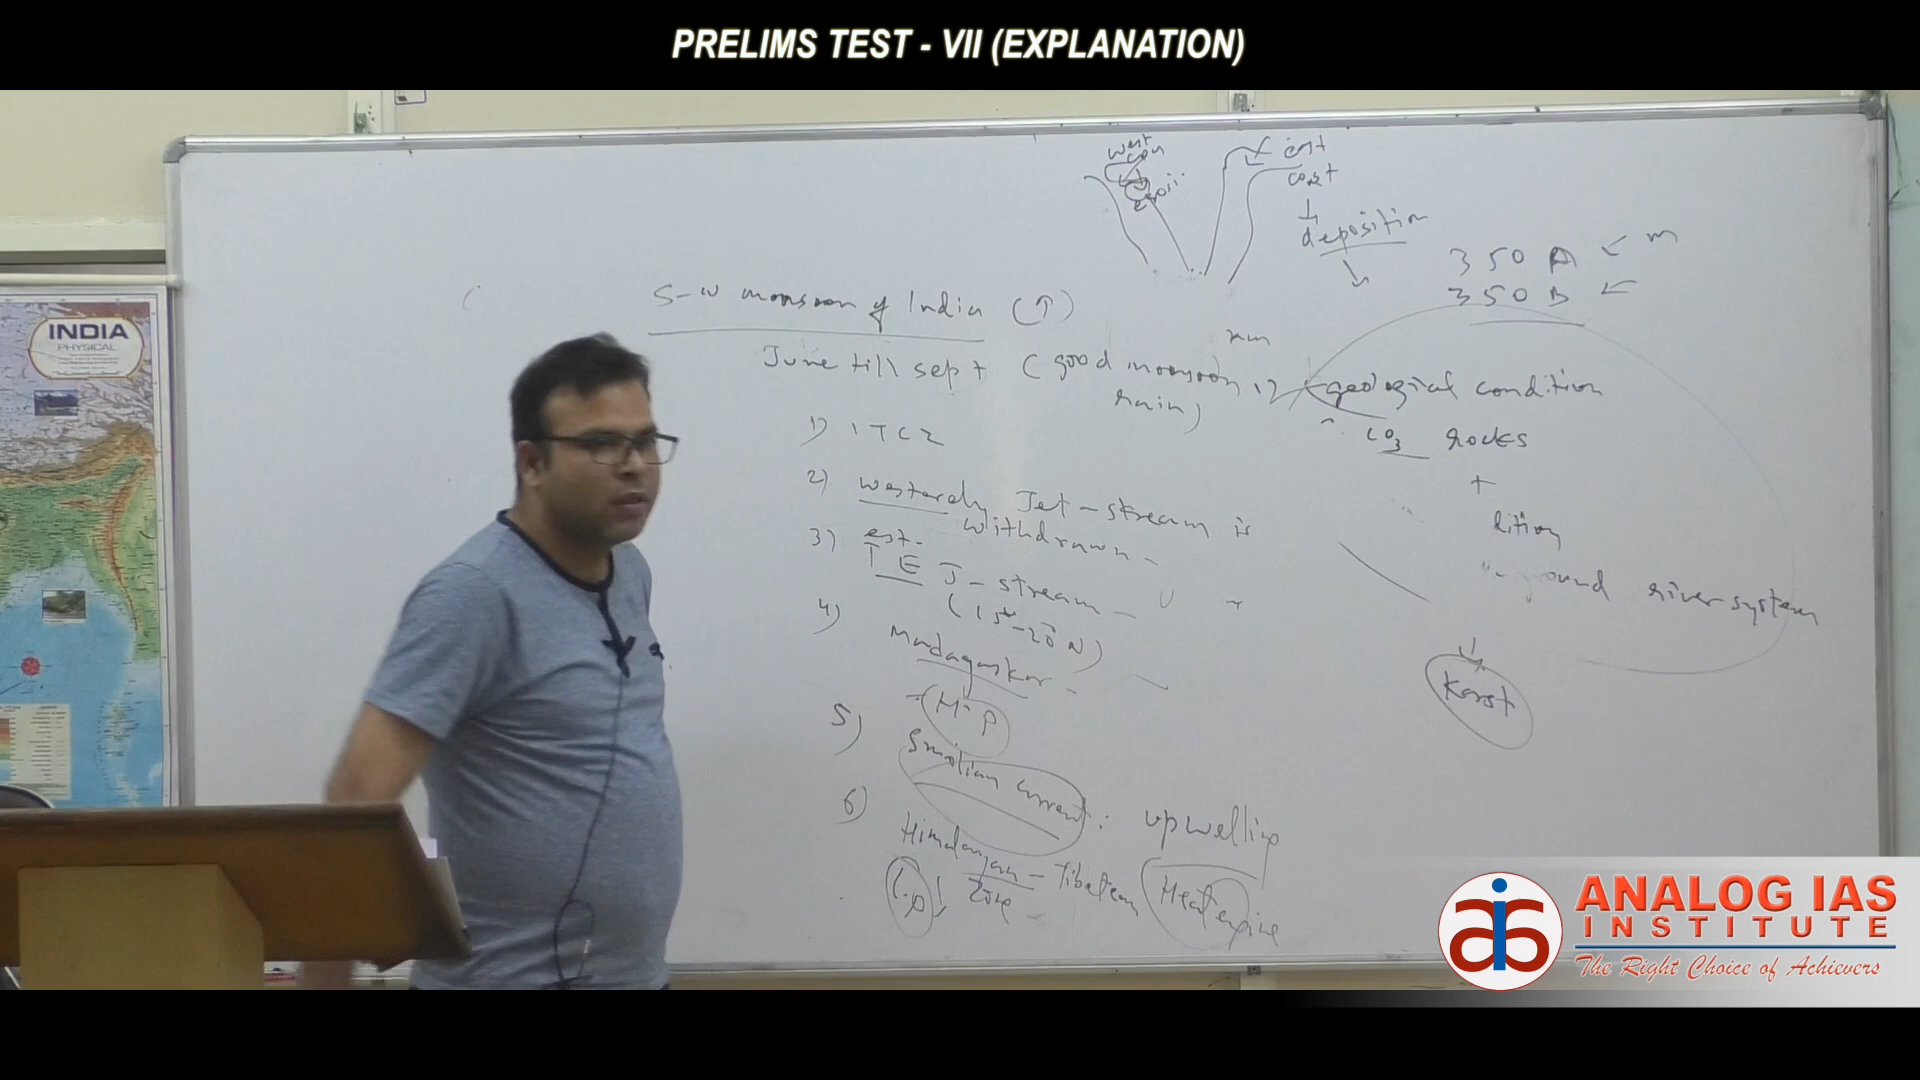 PRELIMS TEST - VII (EXPLANATION)
west
east
coast
deposition
350 A ← m
350 B ←
S-W monsoon of India (↑)
June till sept (good monsoon
rain)
geological condition
CO3 rocks
+
dition
ground river system
↓
Karst
1) ITCZ
2) westerly Jet-stream is
withdrawn -
3) est.
T E J-stream -
(15°-20° N)
4) Madagaskar -
(H.P
5) Smolian current: upwelling
6) Himalayan - Tibetan Heat engine
(L.P) ↓ Zone -
INDIA
PHYSICAL
ANALOG IAS
INSTITUTE
The Right Choice of Achievers